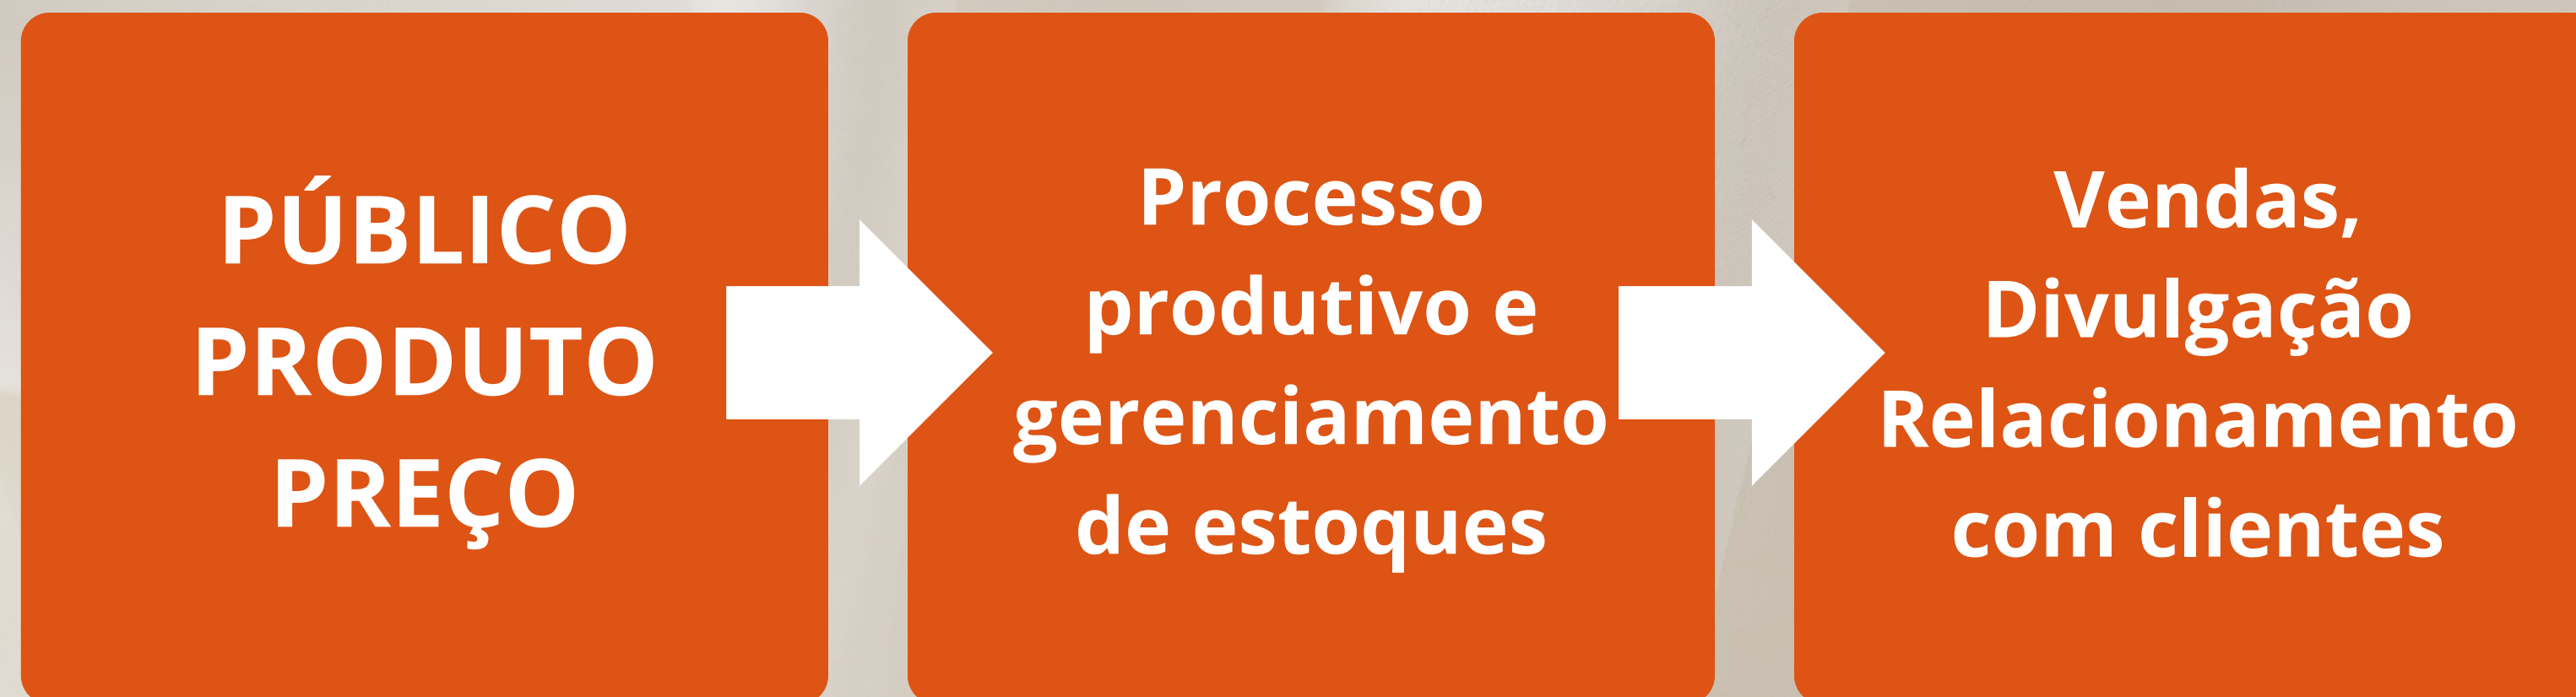 PÚBLICO
PRODUTO
PREÇO
Processo
produtivo e
gerenciamento
de estoques
Vendas,
Divulgação
Relacionamento
com clientes